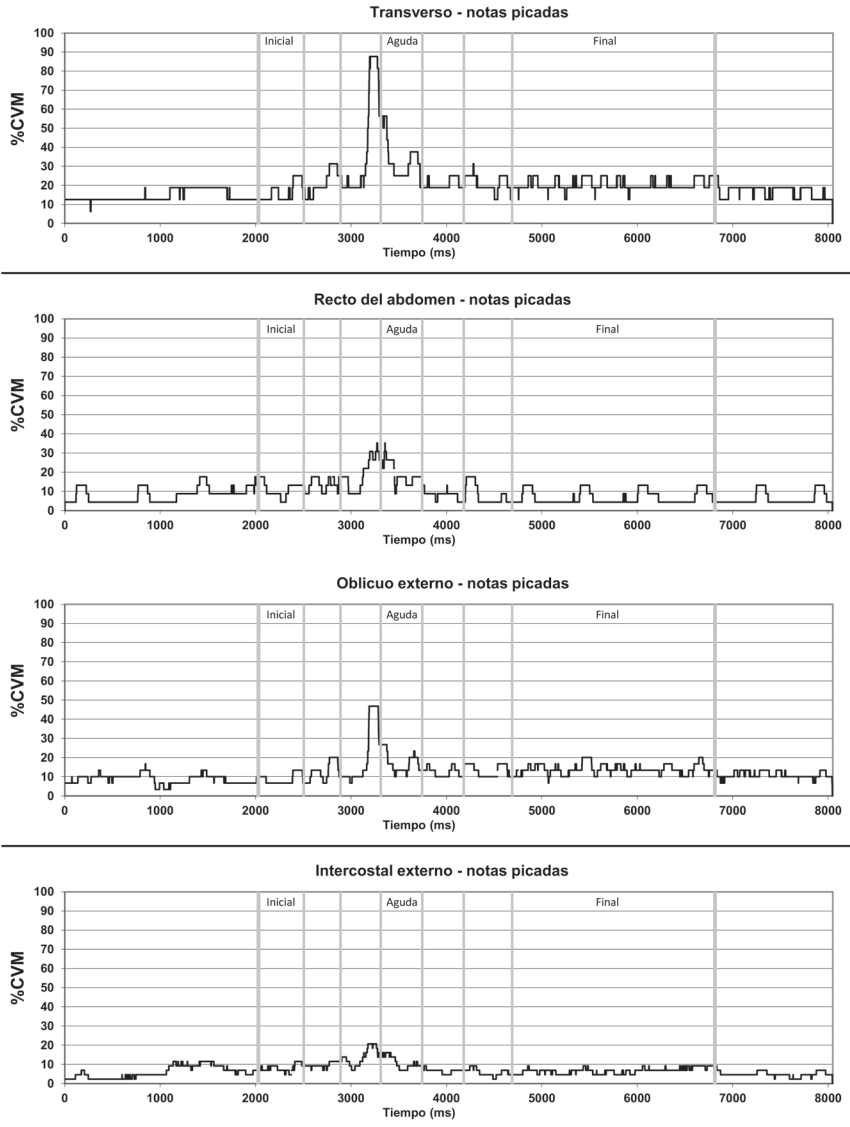 Transverso - notas picadas
100
90
80
70
60
50
40
30
20
10
0
%CVM
Inicial
Aguda
Final
0 1000 2000 3000 4000 5000 6000 7000 8000
Tiempo (ms)
Recto del abdomen - notas picadas
100
90
80
70
60
50
40
30
20
10
0
%CVM
Inicial
Aguda
Final
0 1000 2000 3000 4000 5000 6000 7000 8000
Tiempo (ms)
Oblicuo externo - notas picadas
100
90
80
70
60
50
40
30
20
10
0
%CVM
Inicial
Aguda
Final
0 1000 2000 3000 4000 5000 6000 7000 8000
Tiempo (ms)
Intercostal externo - notas picadas
100
90
80
70
60
50
40
30
20
10
0
%CVM
Inicial
Aguda
Final
0 1000 2000 3000 4000 5000 6000 7000 8000
Tiempo (ms)